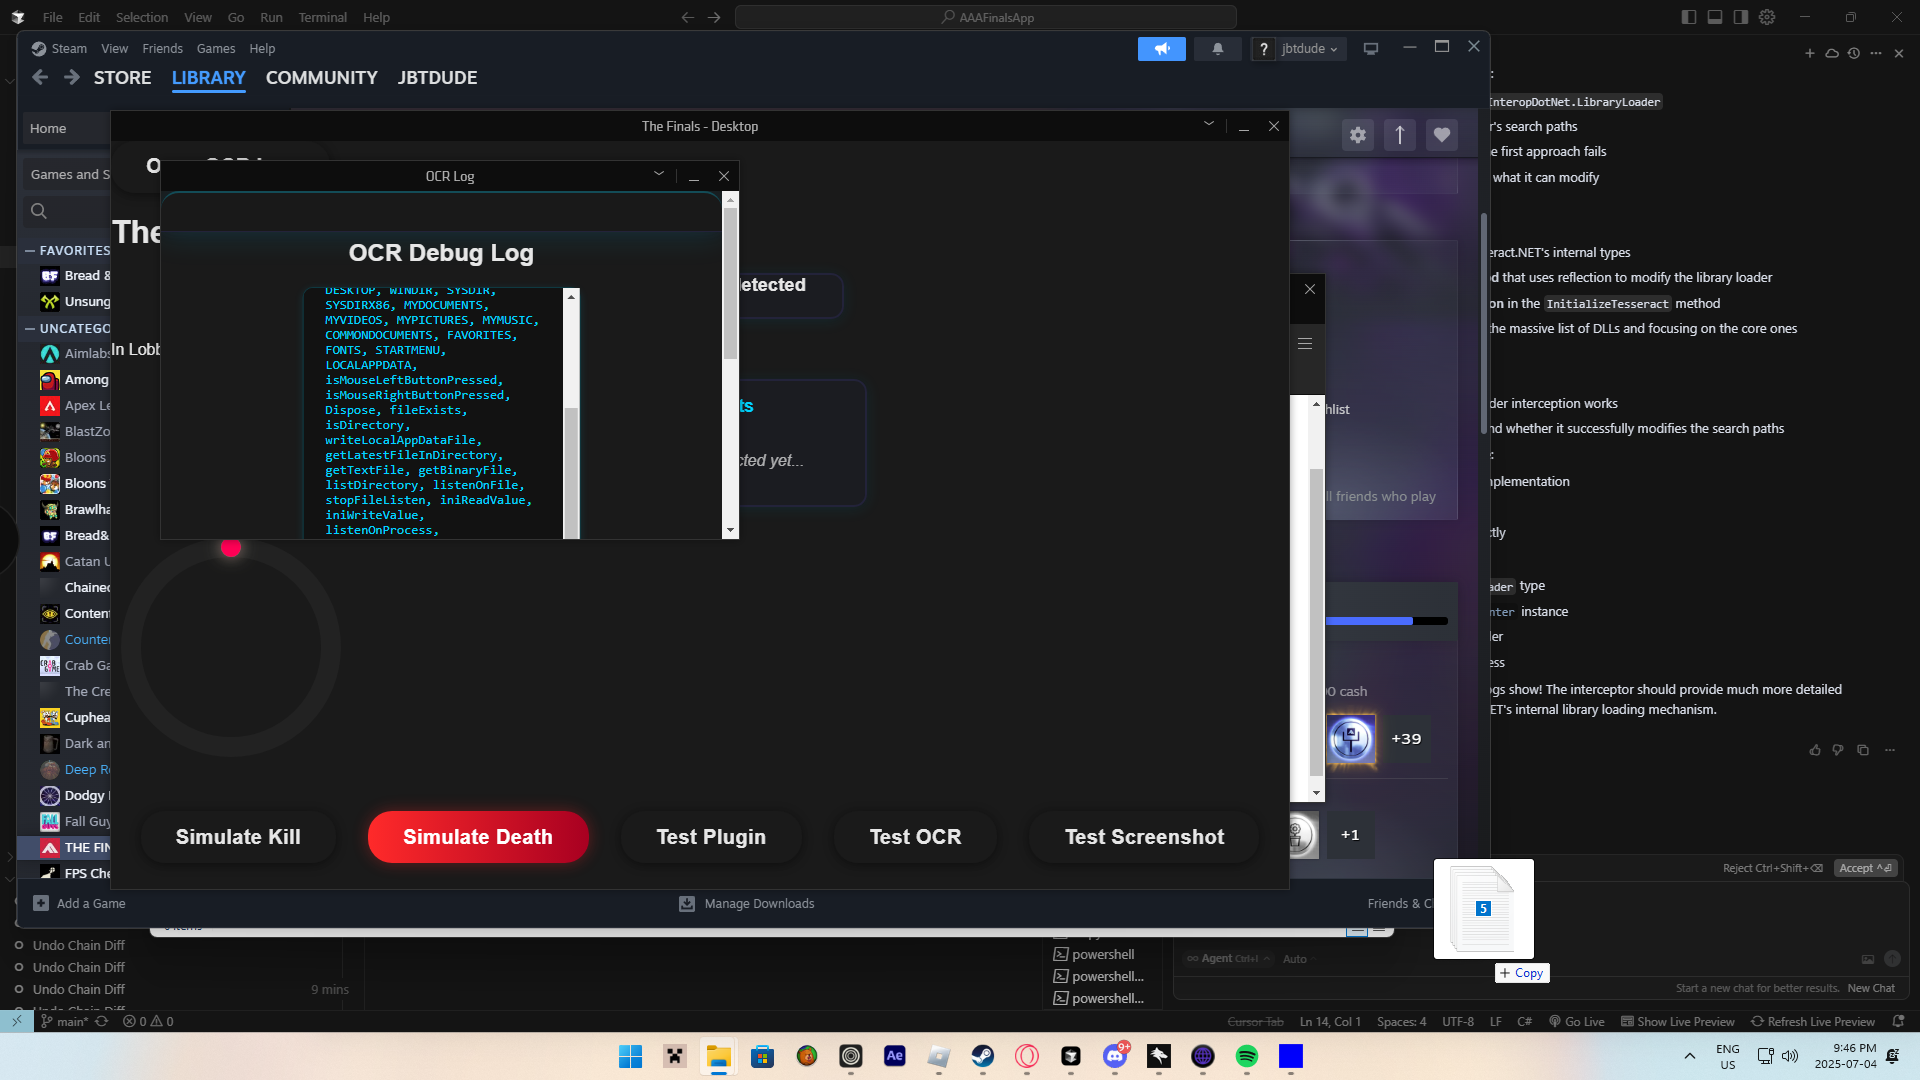 File Edit Selection View Go Run Terminal Help
AAAFinalsApp
Steam View Friends Games Help
jbtdude
STORE LIBRARY COMMUNITY JBTDUDE
Home
Games and S
FAVORITES
Bread &
Unsung
UNCATEGO
Aimlabs
Among
Apex Le
BlastZo
Bloons
Bloons
Brawlha
Bread&
Catan U
Chained
Content
Counte
Crab Ga
The Cre
Cuphea
Dark an
Deep Ro
Dodgy
Fall Guy
THE FIN
FPS Che
Add a Game
Manage Downloads
Friends & C
The Finals - Desktop
The
In Lobb
OCR Log
OCR Debug Log
DESKTOP, WINDIR, SYSDIR,
SYSDIRX86, MYDOCUMENTS,
MYVIDEOS, MYPICTURES, MYMUSIC,
COMMONDOCUMENTS, FAVORITES,
FONTS, STARTMENU,
LOCALAPPDATA,
isMouseLeftButtonPressed,
isMouseRightButtonPressed,
Dispose, fileExists,
isDirectory,
writeLocalAppDataFile,
getLatestFileInDirectory,
getTextFile, getBinaryFile,
listDirectory, listenOnFile,
stopFileListen, iniReadValue,
iniWriteValue,
listenOnProcess,
etected
ts
cted yet...
Simulate Kill
Simulate Death
Test Plugin
Test OCR
Test Screenshot
hlist
ll friends who play
00 cash
+39
+1
InteropDotNet.LibraryLoader
r's search paths
e first approach fails
what it can modify
eract.NET's internal types
d that uses reflection to modify the library loader
on in the InitializeTesseract method
the massive list of DLLs and focusing on the core ones
der interception works
nd whether it successfully modifies the search paths
:
mplementation
ctly
ader type
nter instance
der
ess
ogs show! The interceptor should provide much more detailed
ET's internal library loading mechanism.
Reject Ctrl+Shift+⌫
Accept ^⏎
5
+ Copy
∞ Agent Ctrl+I
Auto
Start a new chat for better results. New Chat
Undo Chain Diff
Undo Chain Diff
Undo Chain Diff 9 mins
powershell
powershell...
powershell...
main*
0 0
Cursor Tab
Ln 14, Col 1
Spaces: 4
UTF-8
LF
C#
Go Live
Show Live Preview
Refresh Live Preview
Ae
9+
ENG
US
9:46 PM
2025-07-04